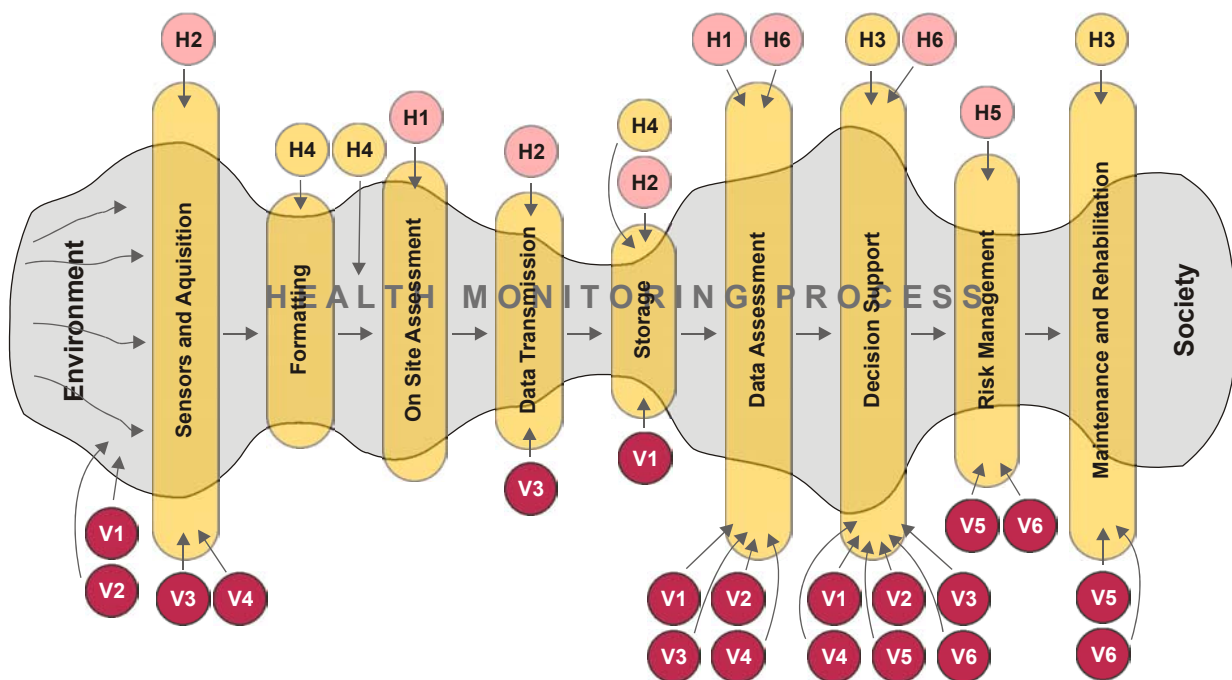 H2
H1
H6
H3
H6
H3
H4
H4
H1
H2
H4
H2
H5
Environment
Sensors and Aquisition
Formatting
On Site Assessment
Data Transmission
Storage
Data Assessment
Decision Support
Risk Management
Maintenance and Rehabilitation
Society
HEALTH MONITORING PROCESS
V1
V2
V3
V4
V3
V1
V1
V2
V3
V4
V1
V2
V3
V4
V5
V6
V5
V6
V5
V6